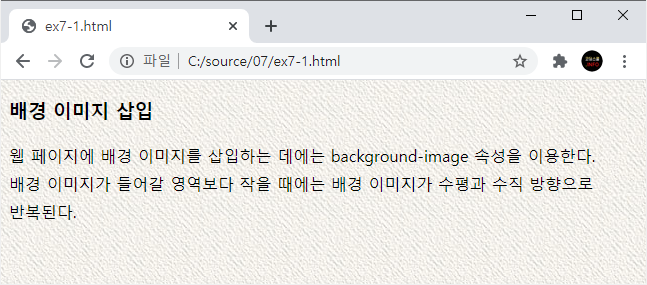 ex7-1.html
파일 | C:/source/07/ex7-1.html
배경 이미지 삽입
웹 페이지에 배경 이미지를 삽입하는 데에는 background-image 속성을 이용한다.
배경 이미지가 들어갈 영역보다 작을 때에는 배경 이미지가 수평과 수직 방향으로
반복된다.